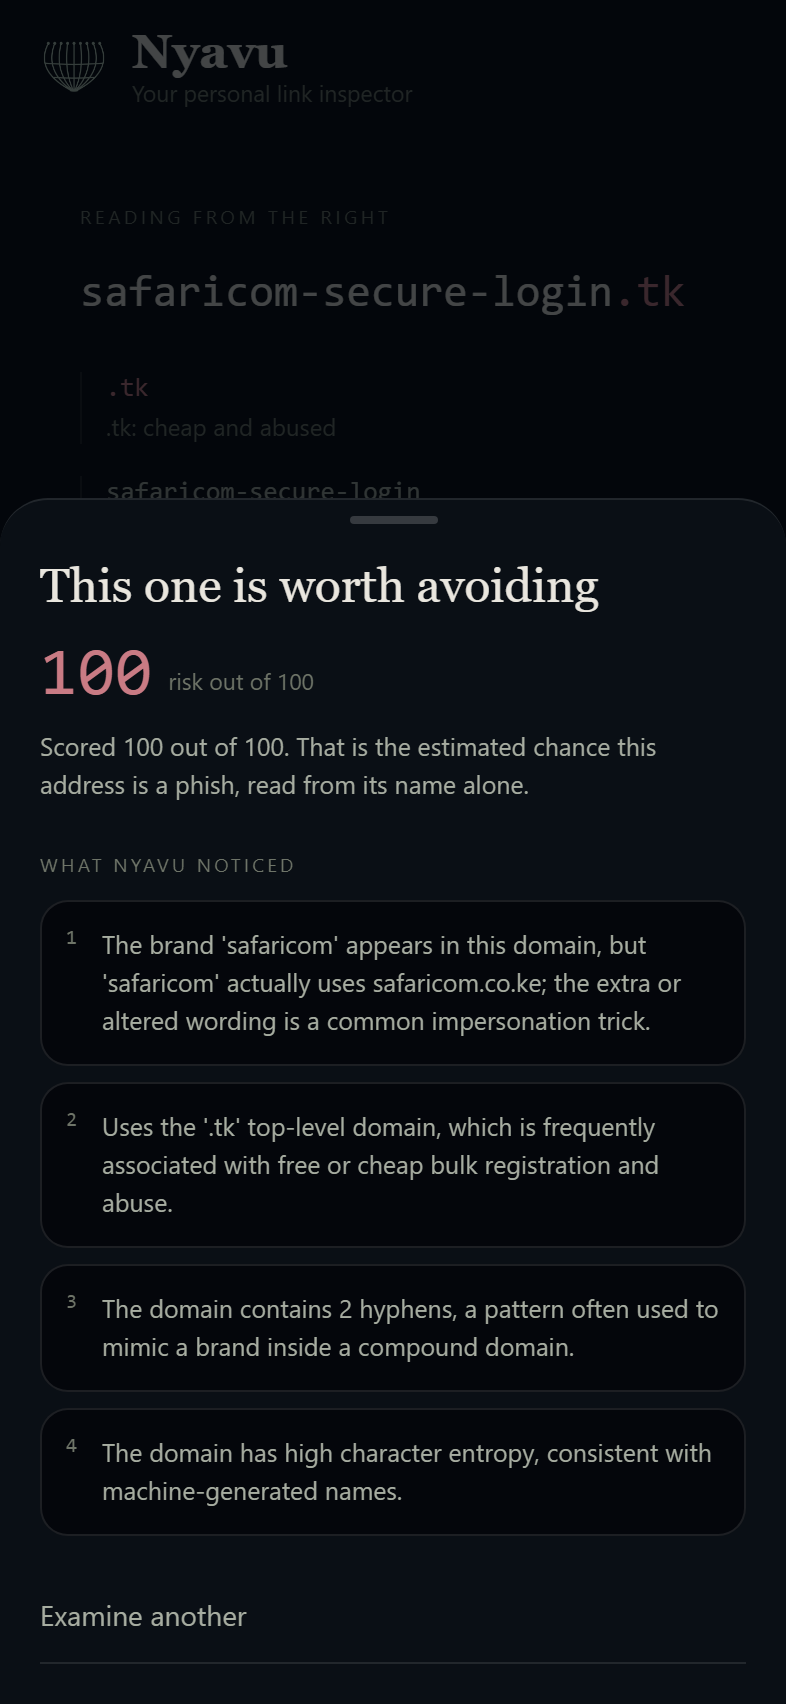 Nyavu
Your personal link inspector
READING FROM THE RIGHT
safaricom-secure-login.tk
.tk
.tk: cheap and abused
safaricom-secure-login
This one is worth avoiding
100 risk out of 100
Scored 100 out of 100. That is the estimated chance this
address is a phish, read from its name alone.
WHAT NYAVU NOTICED
1 The brand 'safaricom' appears in this domain, but
'safaricom' actually uses safaricom.co.ke; the extra or
altered wording is a common impersonation trick.
2 Uses the '.tk' top-level domain, which is frequently
associated with free or cheap bulk registration and
abuse.
3 The domain contains 2 hyphens, a pattern often used to
mimic a brand inside a compound domain.
4 The domain has high character entropy, consistent with
machine-generated names.
Examine another